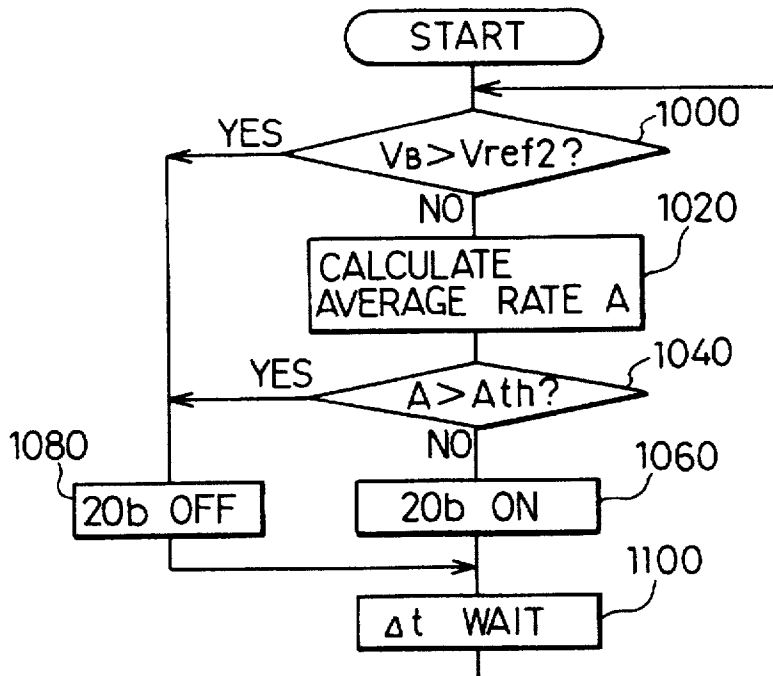 START
1000
YES
VB>Vref2?
NO
1020
CALCULATE
AVERAGE RATE A
1040
YES
A>Ath?
NO
1080
1060
20b OFF
20b ON
1100
Δt WAIT